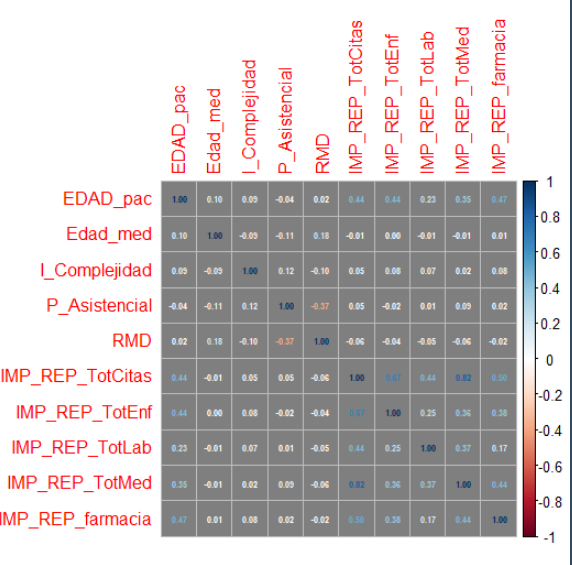 EDAD_pac
Edad_med
I_Complejidad
P_Asistencial
RMD
IMP_REP_TotCitas
IMP_REP_TotEnf
IMP_REP_TotLab
IMP_REP_TotMed
IMP_REP_farmacia
EDAD_pac 1.00 0.10 0.09 -0.04 0.02 0.44 0.44 0.23 0.35 0.47
Edad_med 0.10 1.00 -0.09 -0.11 0.18 -0.01 0.00 -0.01 -0.01 0.01
I_Complejidad 0.09 -0.09 1.00 0.12 -0.10 0.05 0.08 0.07 0.02 0.08
P_Asistencial -0.04 -0.11 0.12 1.00 -0.37 0.05 -0.02 0.01 0.09 0.02
RMD 0.02 0.18 -0.10 -0.37 1.00 -0.06 -0.04 -0.05 -0.06 -0.02
IMP_REP_TotCitas 0.44 -0.01 0.05 0.05 -0.06 1.00 0.67 0.44 0.82 0.50
IMP_REP_TotEnf 0.44 0.00 0.08 -0.02 -0.04 0.67 1.00 0.25 0.36 0.38
IMP_REP_TotLab 0.23 -0.01 0.07 0.01 -0.05 0.44 0.25 1.00 0.37 0.17
IMP_REP_TotMed 0.35 -0.01 0.02 0.09 -0.06 0.82 0.36 0.37 1.00 0.44
IMP_REP_farmacia 0.47 0.01 0.08 0.02 -0.02 0.50 0.38 0.17 0.44 1.00
1
0.8
0.6
0.4
0.2
0
-0.2
-0.4
-0.6
-0.8
-1